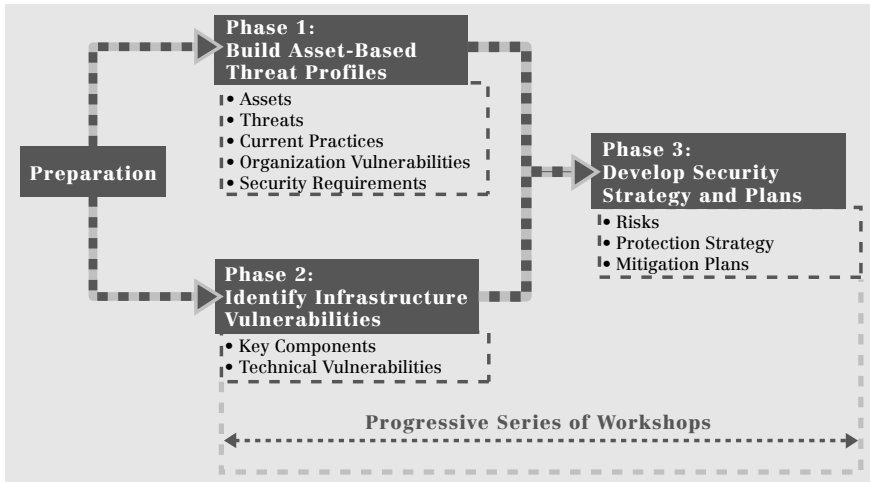 Preparation
Phase 1:
Build Asset-Based
Threat Profiles
• Assets
• Threats
• Current Practices
• Organization Vulnerabilities
• Security Requirements
Phase 2:
Identify Infrastructure
Vulnerabilities
• Key Components
• Technical Vulnerabilities
Phase 3:
Develop Security
Strategy and Plans
• Risks
• Protection Strategy
• Mitigation Plans
Progressive Series of Workshops